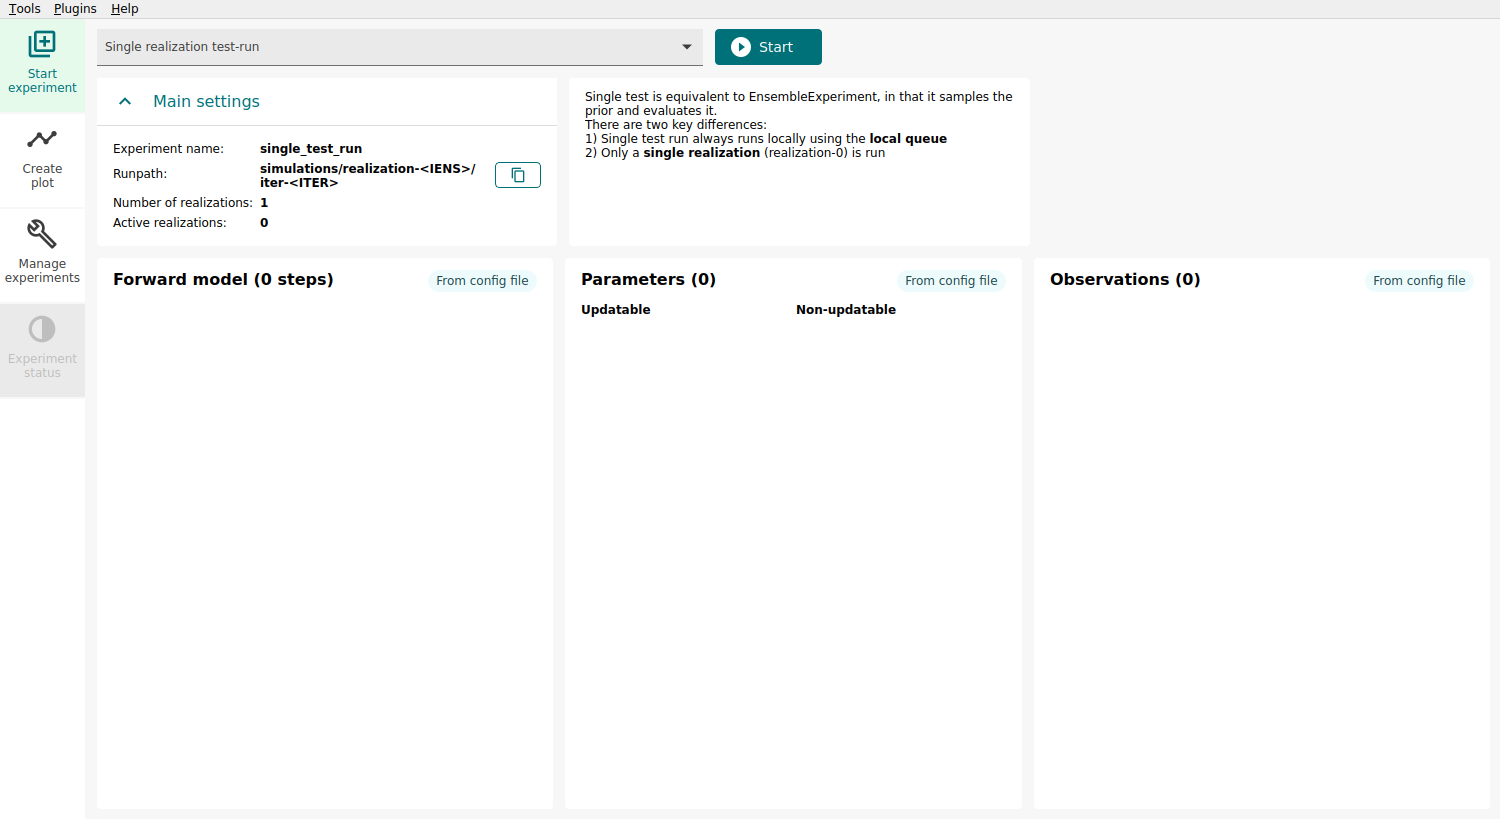 Tools Plugins Help
Start
experiment
Create
plot
Manage
experiments
Experiment
status
Single realization test-run
Start
Main settings
Experiment name: single_test_run
Runpath: simulations/realization-<IENS>/
iter-<ITER>
Number of realizations: 1
Active realizations: 0
Single test is equivalent to EnsembleExperiment, in that it samples the
prior and evaluates it.
There are two key differences:
1) Single test run always runs locally using the local queue
2) Only a single realization (realization-0) is run
Forward model (0 steps) From config file
Parameters (0) From config file
Updatable Non-updatable
Observations (0) From config file